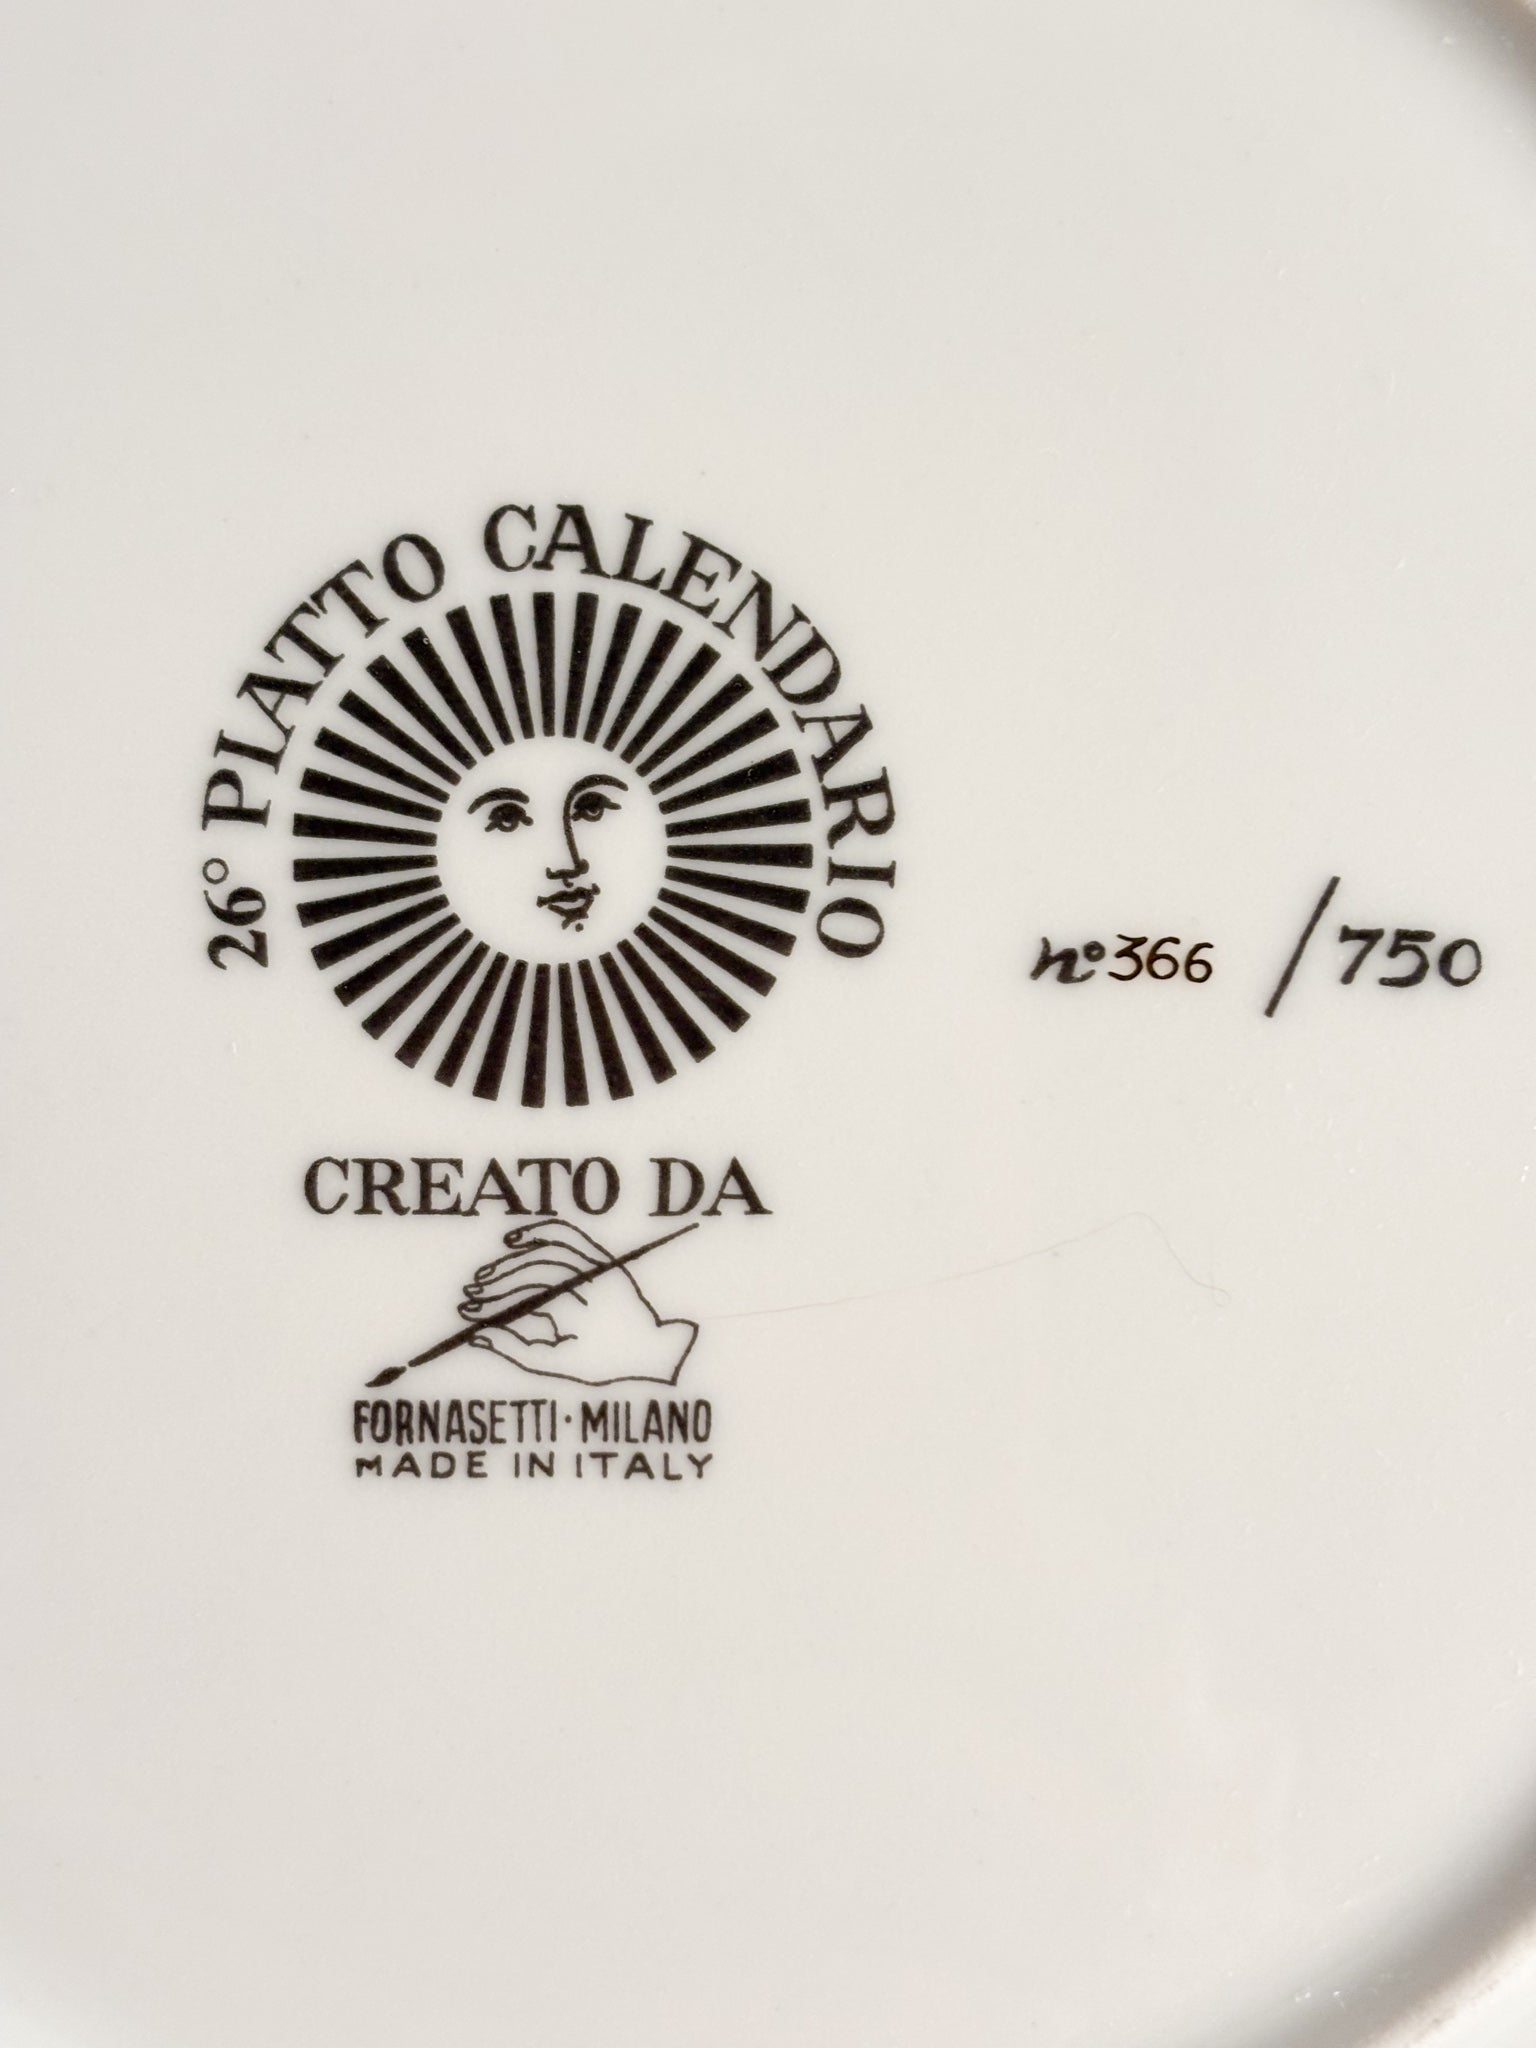 26° PIATTO CALENDARIO
n° 366 / 750
CREATO DA
FORNASETTI · MILANO
MADE IN ITALY